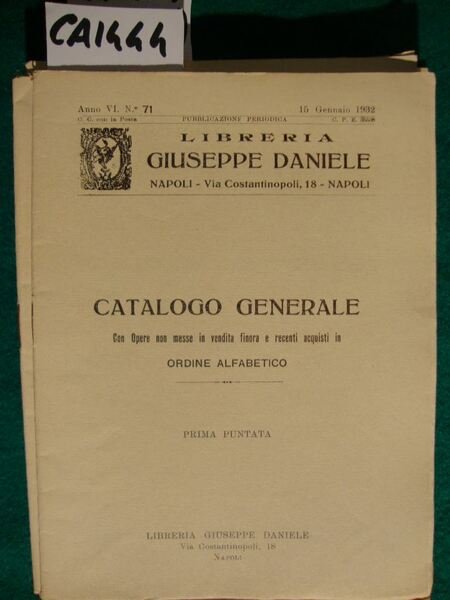 CA1444
Anno VI. N.° 71 15 Gennaio 1932
C. C. con la Posta PUBBLICAZIONE PERIODICA C. P. E.
LIBRERIA
GIUSEPPE DANIELE
NAPOLI - Via Costantinopoli, 18 - NAPOLI
CATALOGO GENERALE
Con Opere non messe in vendita finora e recenti acquisti in
ORDINE ALFABETICO
PRIMA PUNTATA
LIBRERIA GIUSEPPE DANIELE
Via Costantinopoli, 18
NAPOLI